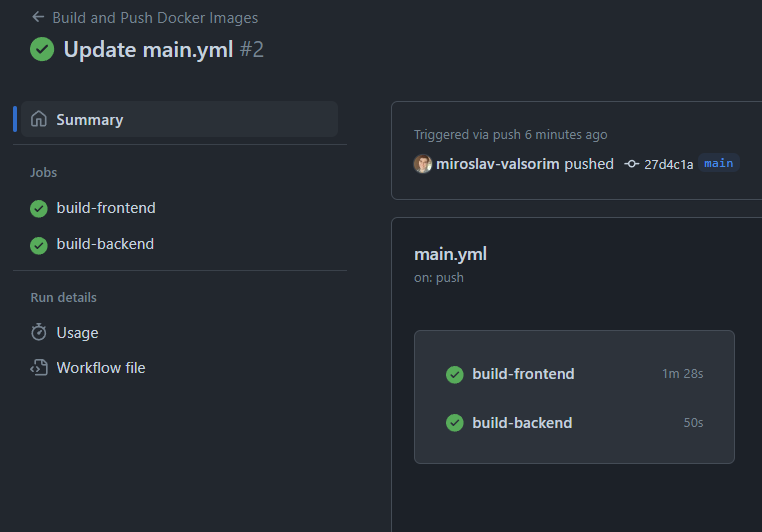 Build and Push Docker Images
Update main.yml #2
Summary
Jobs
build-frontend
build-backend
Run details
Usage
Workflow file
Triggered via push 6 minutes ago
miroslav-valsorim pushed 27d4c1a main
main.yml
on: push
build-frontend 1m 28s
build-backend 50s